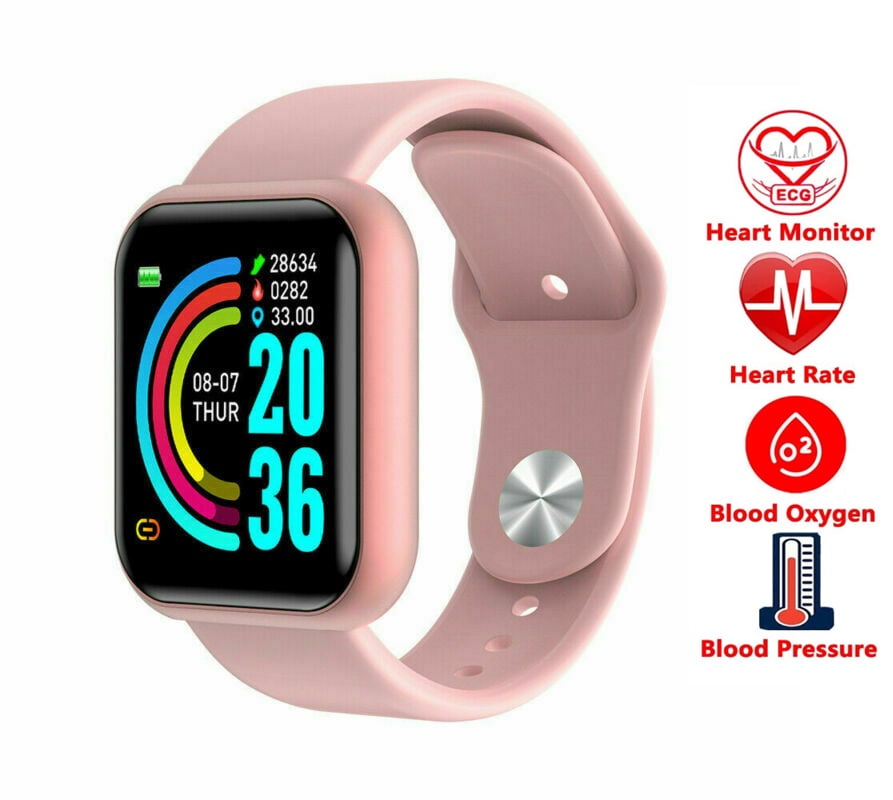 28634
0282
33.00
08-07
THUR
20
36
ECG
Heart Monitor
Heart Rate
O2
Blood Oxygen
Blood Pressure